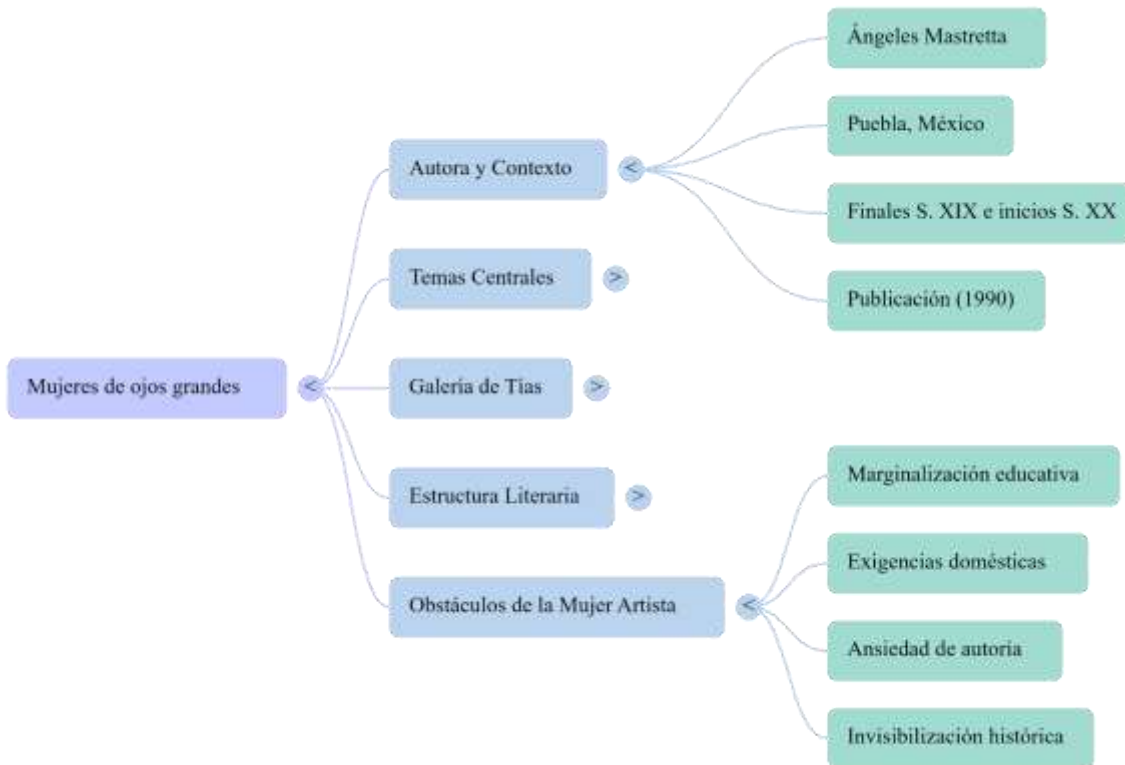 Mujeres de ojos grandes
<
Autora y Contexto
<
Ángeles Mastretta
Puebla, México
Finales S. XIX e inicios S. XX
Publicación (1990)
Temas Centrales
>
Galería de Tías
>
Estructura Literaria
>
Obstáculos de la Mujer Artista
<
Marginalización educativa
Exigencias domésticas
Ansiedad de autoría
Invisibilización histórica